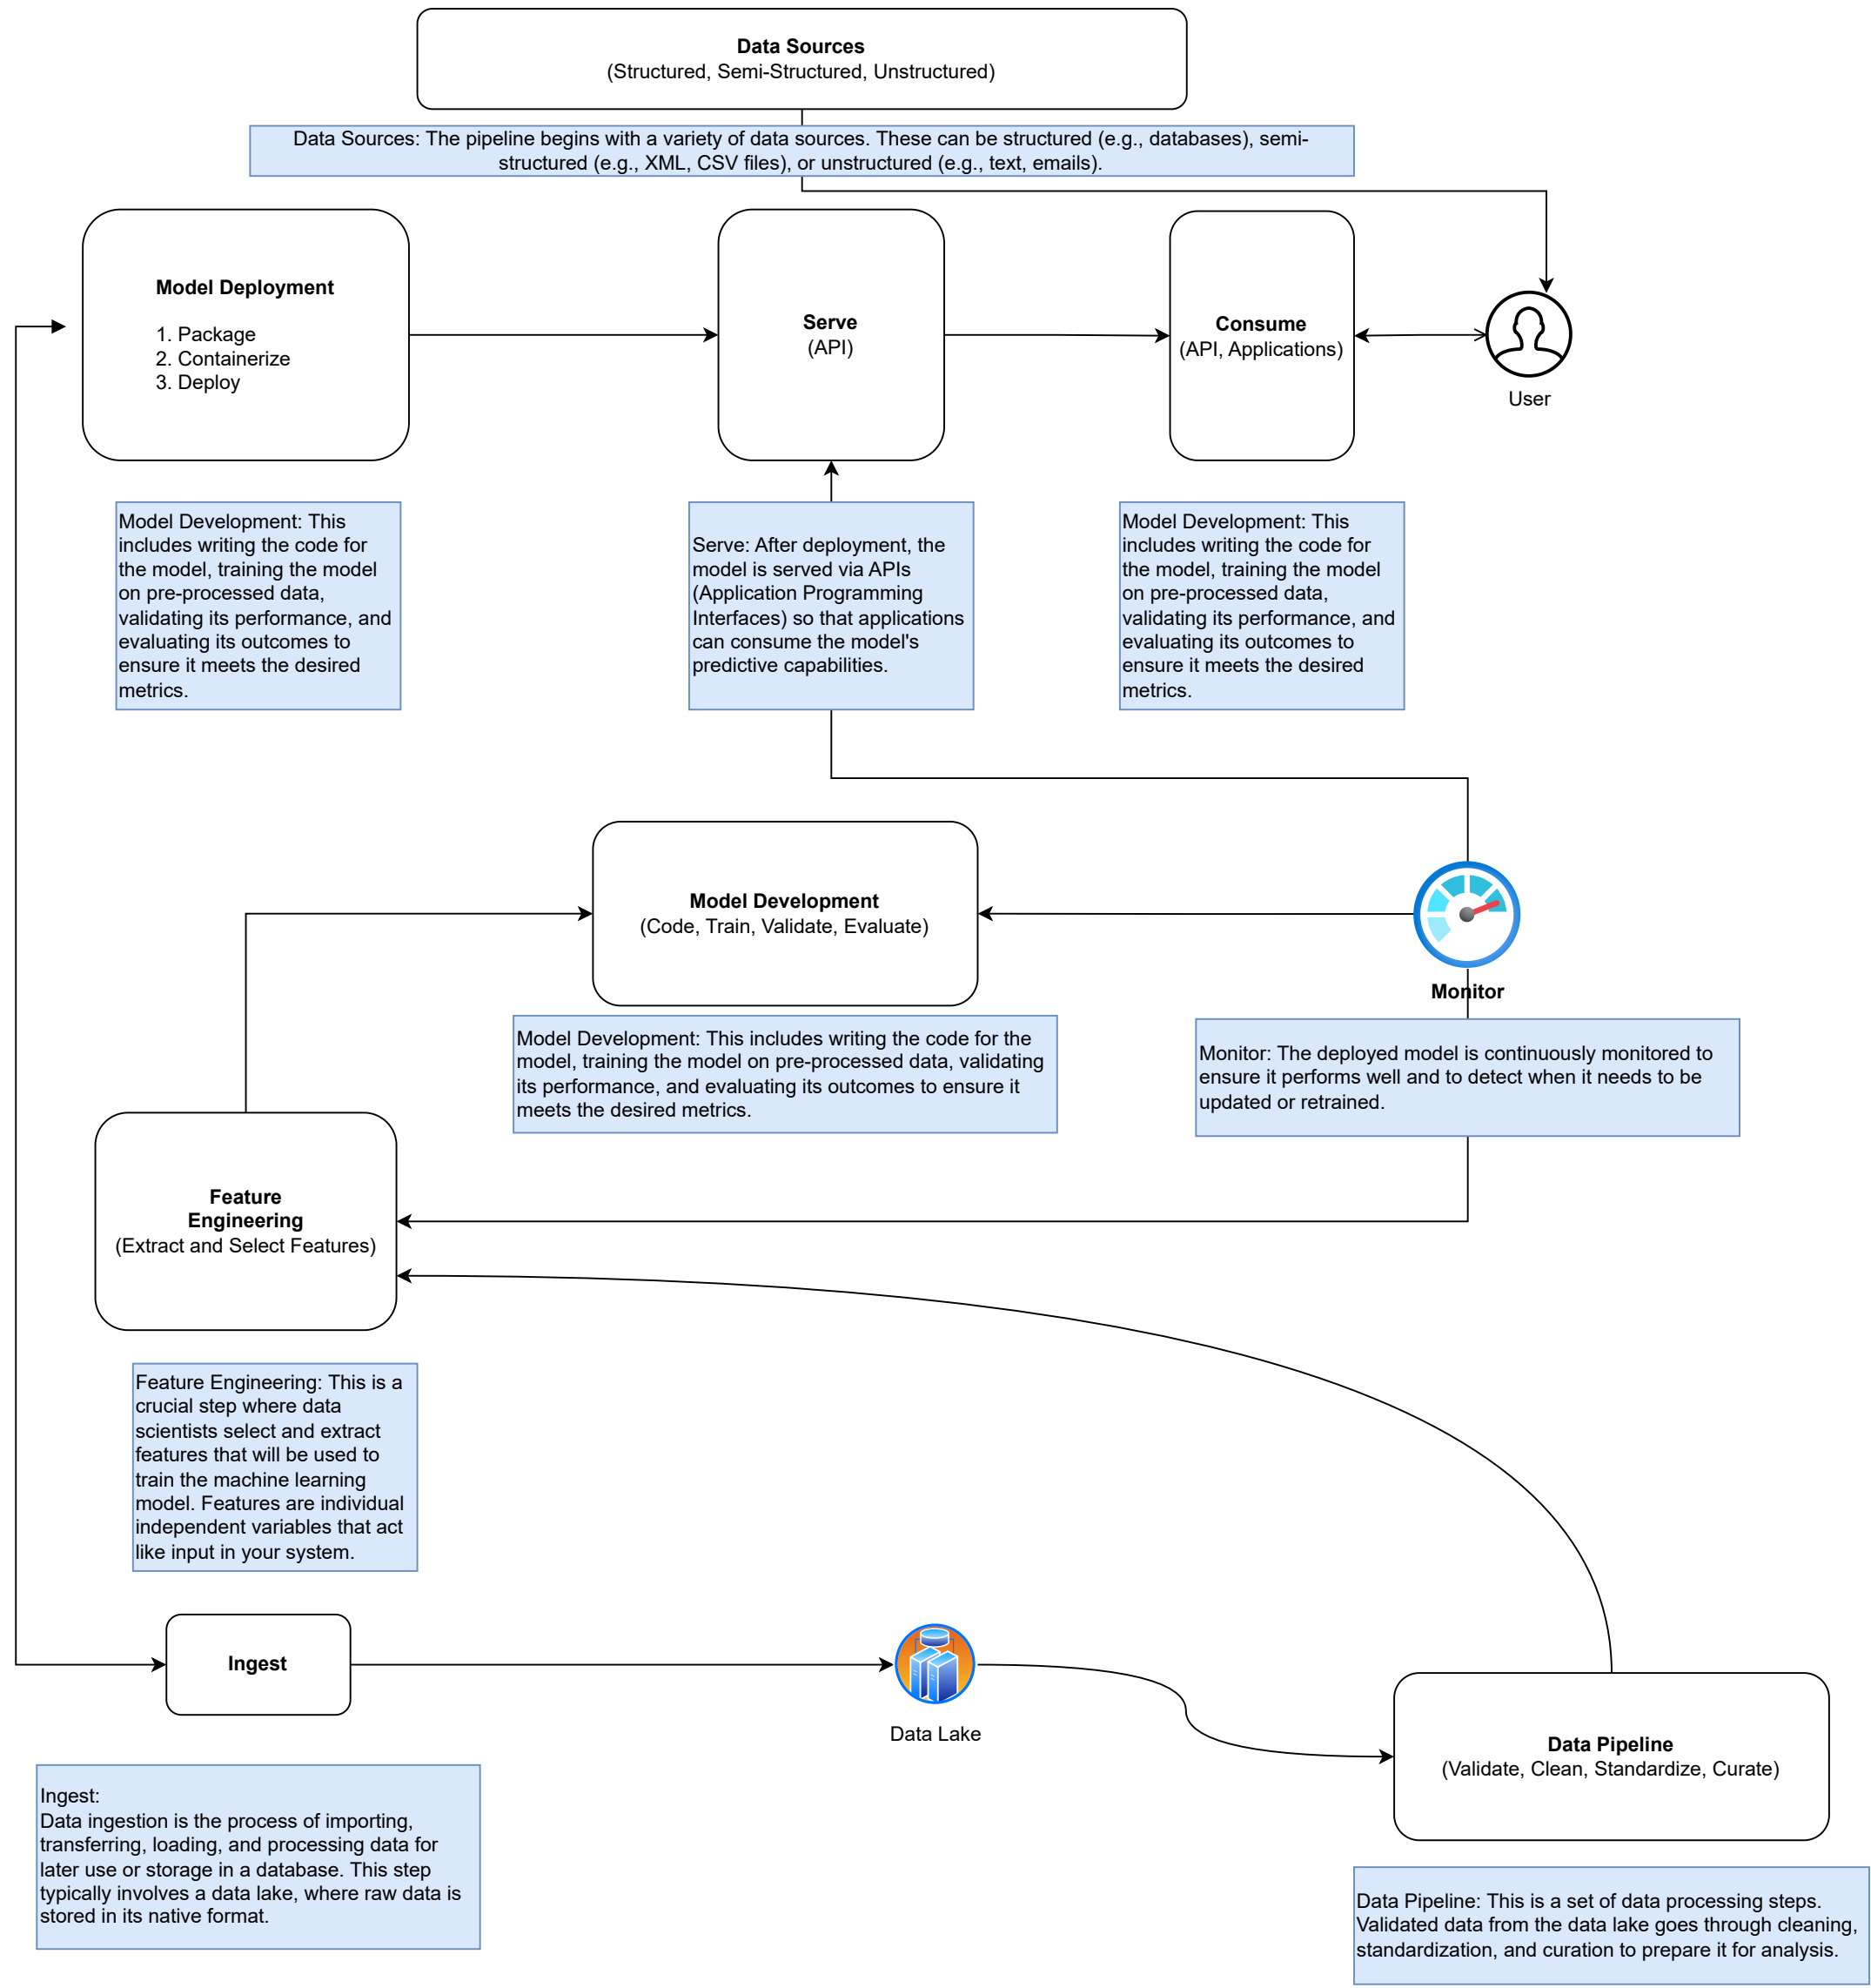 Data Sources
(Structured, Semi-Structured, Unstructured)
Data Sources: The pipeline begins with a variety of data sources. These can be structured (e.g., databases), semi-
structured (e.g., XML, CSV files), or unstructured (e.g., text, emails).
Model Deployment
1. Package
2. Containerize
3. Deploy
Serve
(API)
Consume
(API, Applications)
User
Model Development: This
includes writing the code for
the model, training the model
on pre-processed data,
validating its performance, and
evaluating its outcomes to
ensure it meets the desired
metrics.
Serve: After deployment, the
model is served via APIs
(Application Programming
Interfaces) so that applications
can consume the model's
predictive capabilities.
Model Development: This
includes writing the code for
the model, training the model
on pre-processed data,
validating its performance, and
evaluating its outcomes to
ensure it meets the desired
metrics.
Model Development
(Code, Train, Validate, Evaluate)
Monitor
Model Development: This includes writing the code for the
model, training the model on pre-processed data, validating
its performance, and evaluating its outcomes to ensure it
meets the desired metrics.
Monitor: The deployed model is continuously monitored to
ensure it performs well and to detect when it needs to be
updated or retrained.
Feature
Engineering
(Extract and Select Features)
Feature Engineering: This is a
crucial step where data
scientists select and extract
features that will be used to
train the machine learning
model. Features are individual
independent variables that act
like input in your system.
Ingest
Data Lake
Data Pipeline
(Validate, Clean, Standardize, Curate)
Ingest:
Data ingestion is the process of importing,
transferring, loading, and processing data for
later use or storage in a database. This step
typically involves a data lake, where raw data is
stored in its native format.
Data Pipeline: This is a set of data processing steps.
Validated data from the data lake goes through cleaning,
standardization, and curation to prepare it for analysis.